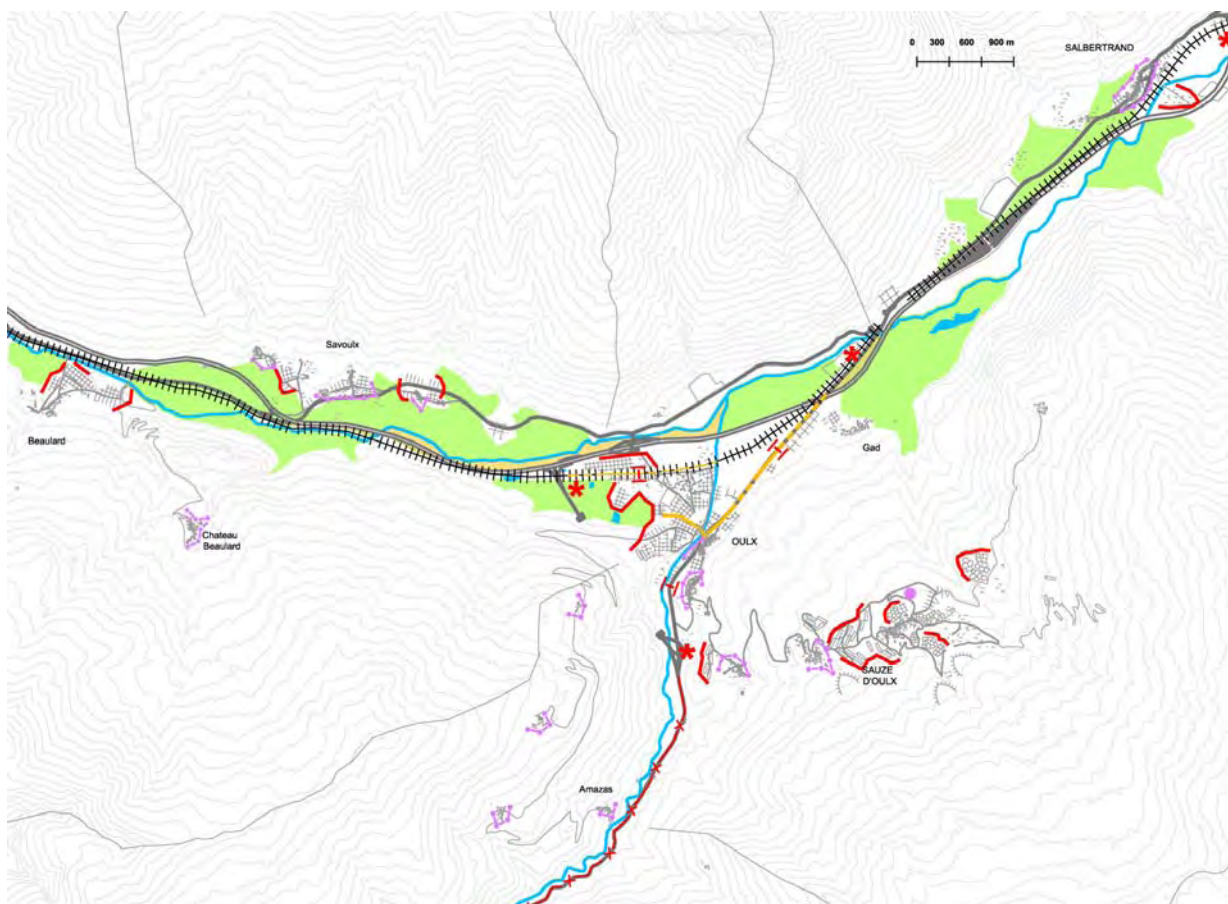 0 300 600 900 m
SALBERTRAND
Savoulx
Beaulard
Gad
Chateau
Beaulard
OULX
SAUZE
D'OULX
Amazas